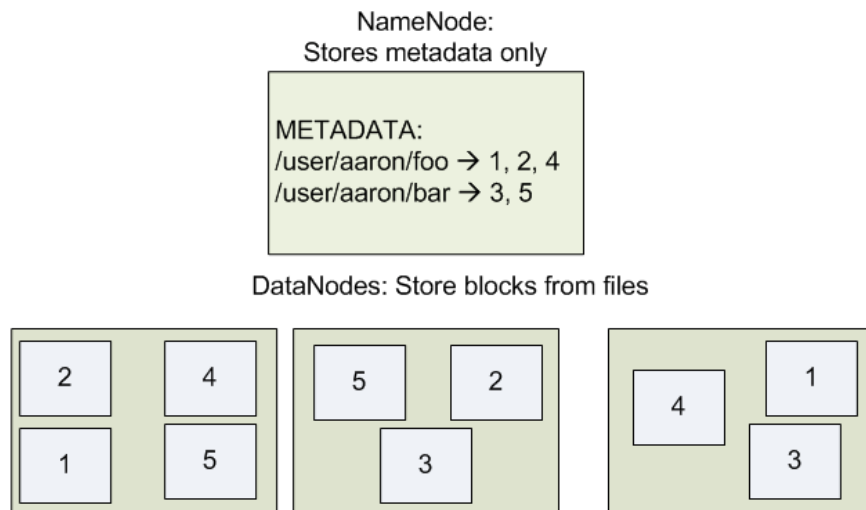 NameNode:
Stores metadata only
METADATA:
/user/aaron/foo → 1, 2, 4
/user/aaron/bar → 3, 5
DataNodes: Store blocks from files
2
4
1
5
5
2
3
4
1
3